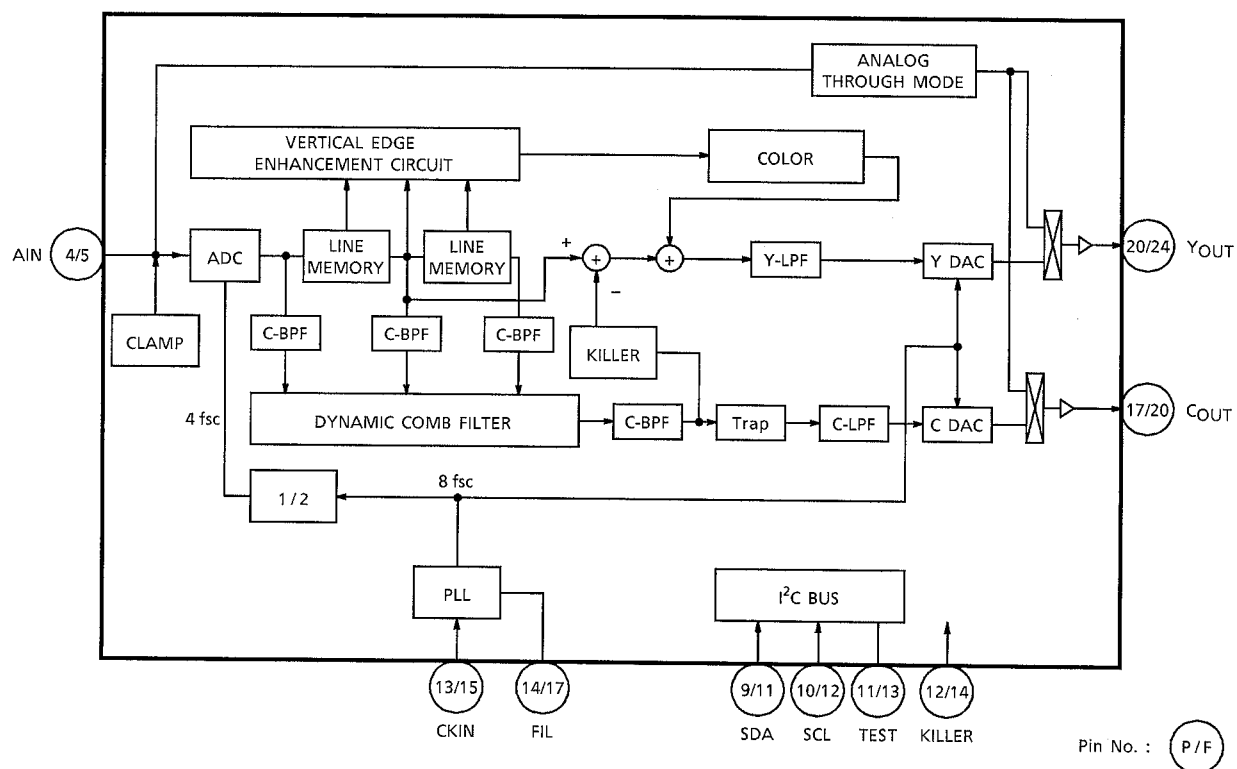 ANALOG
THROUGH MODE
VERTICAL EDGE
ENHANCEMENT CIRCUIT
COLOR
AIN
4/5
ADC
LINE
MEMORY
LINE
MEMORY
+
+
−
+
Y-LPF
Y DAC
20/24
YOUT
CLAMP
C-BPF
C-BPF
C-BPF
KILLER
4 fsc
DYNAMIC COMB FILTER
C-BPF
Trap
C-LPF
C DAC
17/20
COUT
1/2
8 fsc
PLL
I²C BUS
13/15
14/17
9/11
10/12
11/13
12/14
CKIN
FIL
SDA
SCL
TEST
KILLER
Pin No. : P/F